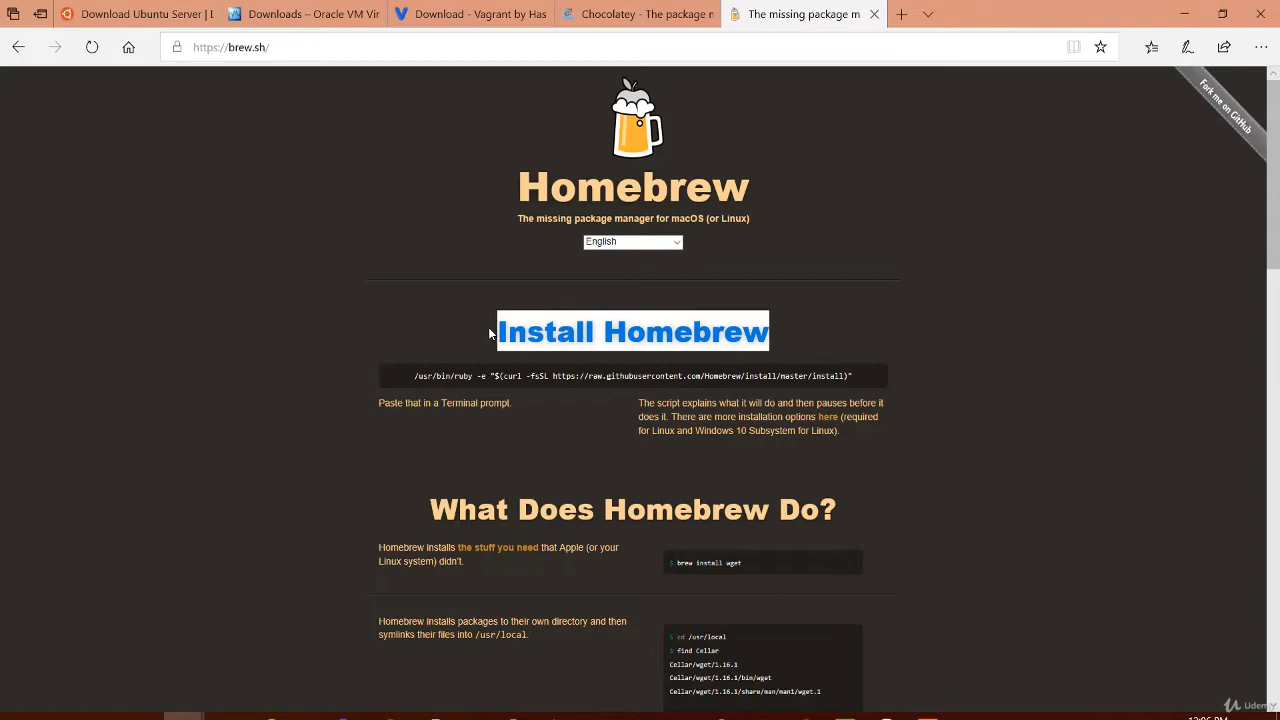 Downloading Ubuntu Server | D
Downloads – Oracle VM Vir
Download - Vagrant by Has
Chocolatey - The package n
The missing package m
https://brew.sh/
Fork me on GitHub
Homebrew
The missing package manager for macOS (or Linux)
English
Install Homebrew
/usr/bin/ruby -e "$(curl -fsSL https://raw.githubusercontent.com/Homebrew/install/master/install)"
Paste that in a Terminal prompt.
The script explains what it will do and then pauses before it
does it. There are more installation options here (required
for Linux and Windows 10 Subsystem for Linux).
What Does Homebrew Do?
Homebrew installs the stuff you need that Apple (or your
Linux system) didn't.
$ brew install wget
Homebrew installs packages to their own directory and then
symlinks their files into /usr/local.
$ cd /usr/local
$ find Cellar
Cellar/wget/1.16.1
Cellar/wget/1.16.1/bin/wget
Cellar/wget/1.16.1/share/man/man1/wget.1
Udemy